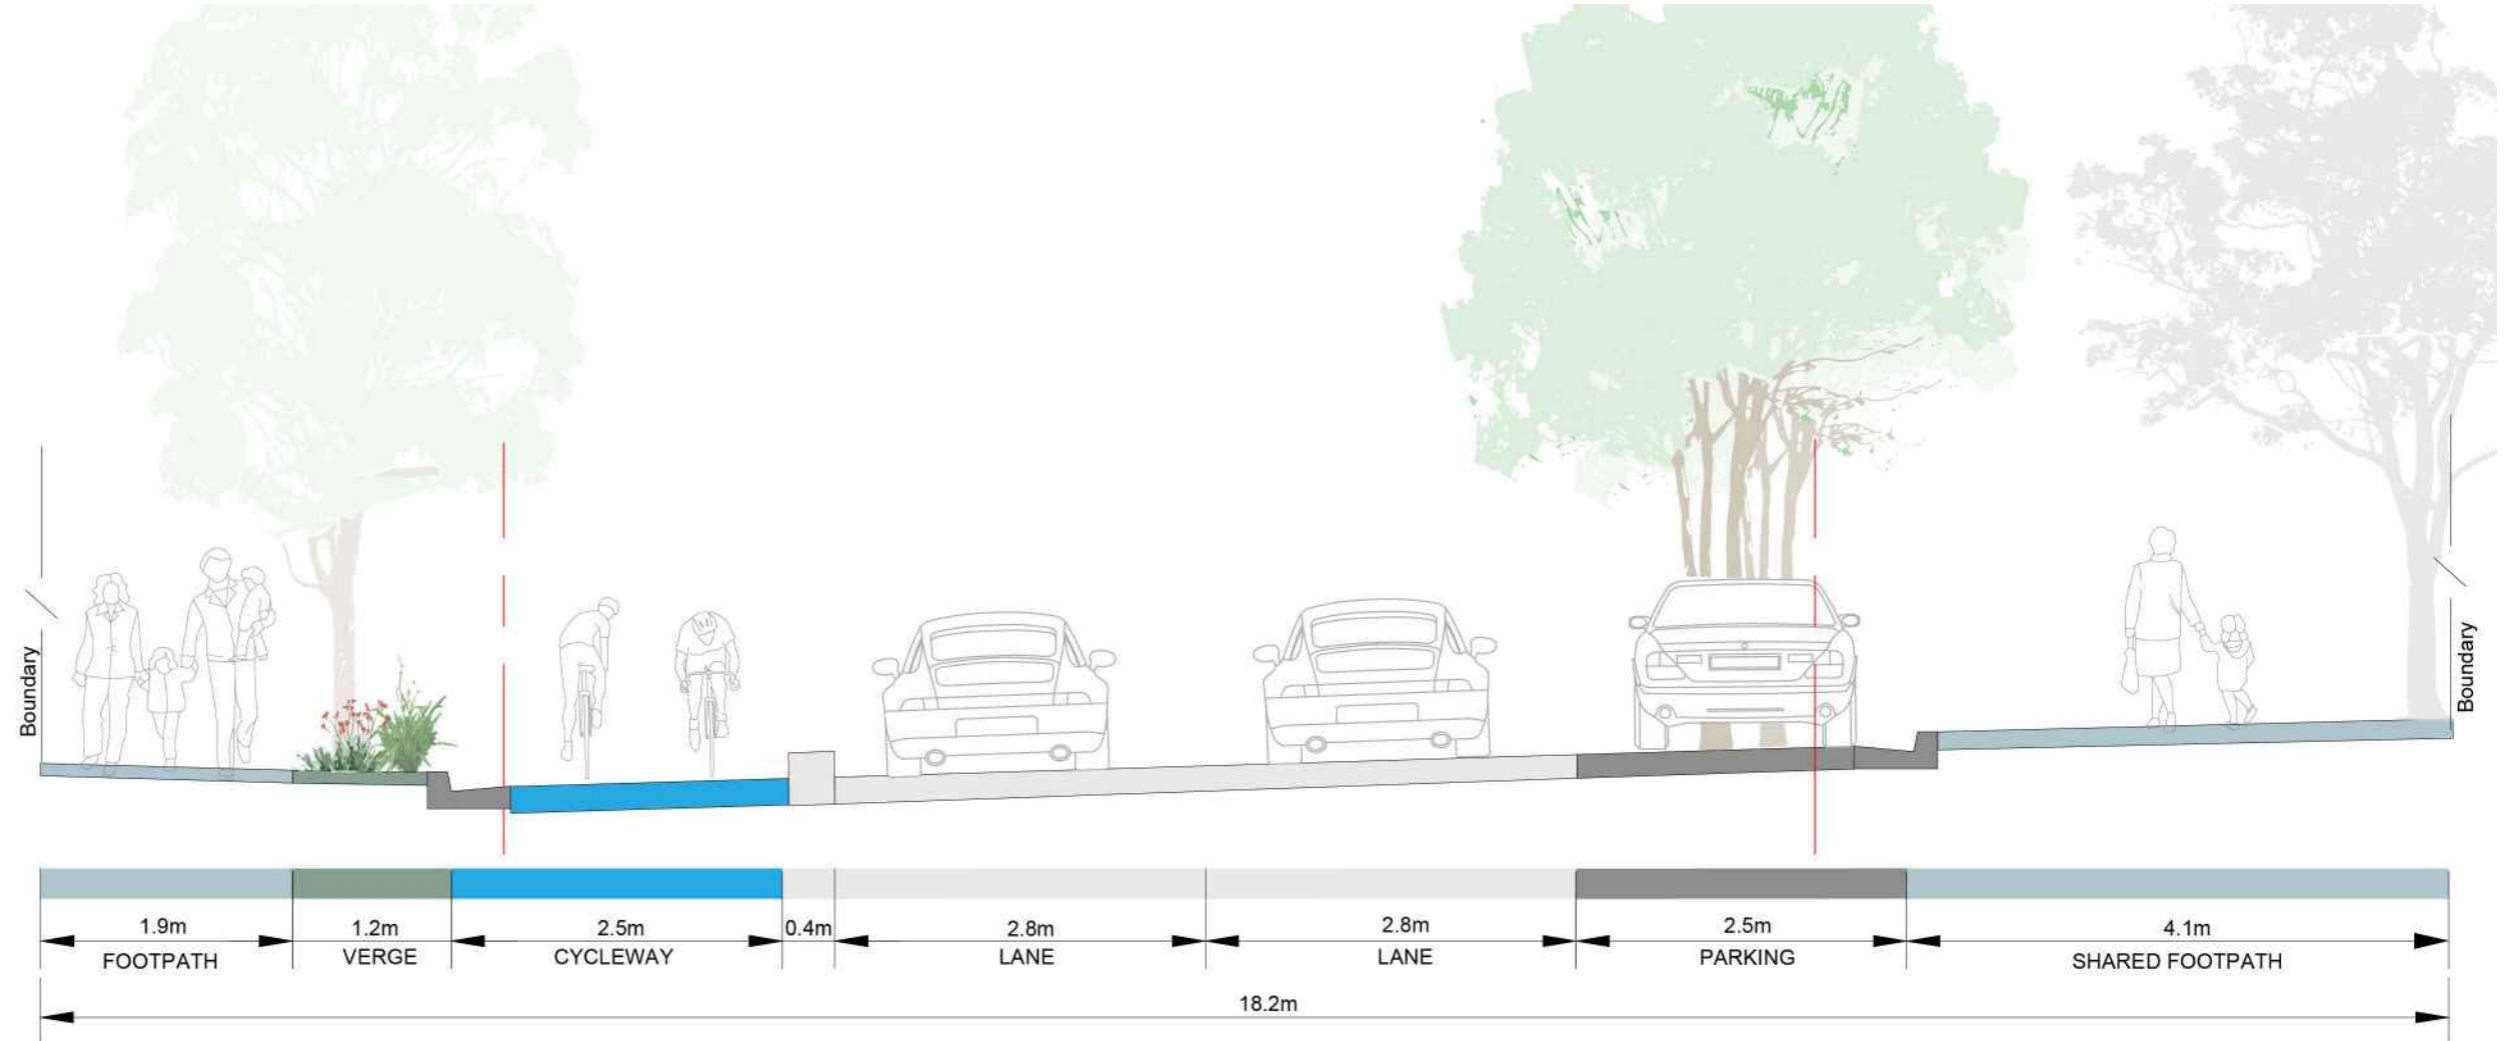 Boundary
Boundary
1.9m
1.2m
2.5m
0.4m
2.8m
2.8m
2.5m
4.1m
FOOTPATH
VERGE
CYCLEWAY
LANE
LANE
PARKING
SHARED FOOTPATH
18.2m